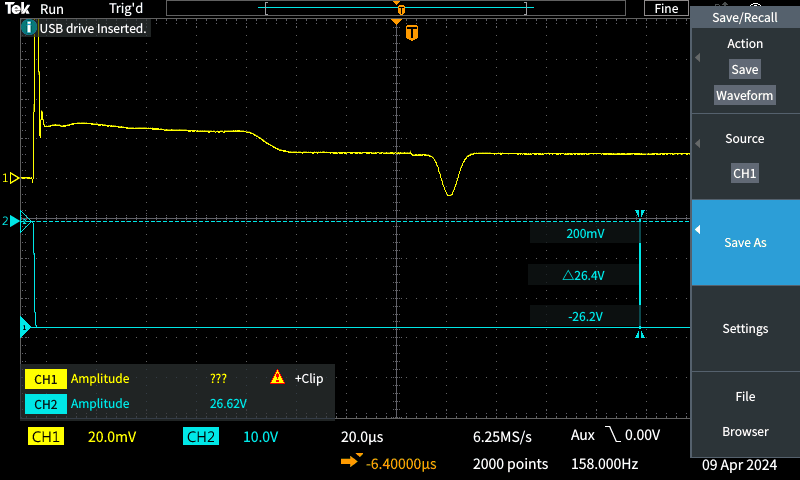 Tek Run Trig'd Fine
T
USB drive Inserted.
T
Save/Recall
Action
Save
Waveform
Source
CH1
Save As
Settings
File
Browser
1
2
200mV
△26.4V
-26.2V
CH1 Amplitude ??? +Clip
CH2 Amplitude 26.62V
CH1 20.0mV CH2 10.0V 20.0µs 6.25MS/s Aux 0.00V
-6.40000µs 2000 points 158.000Hz 09 Apr 2024